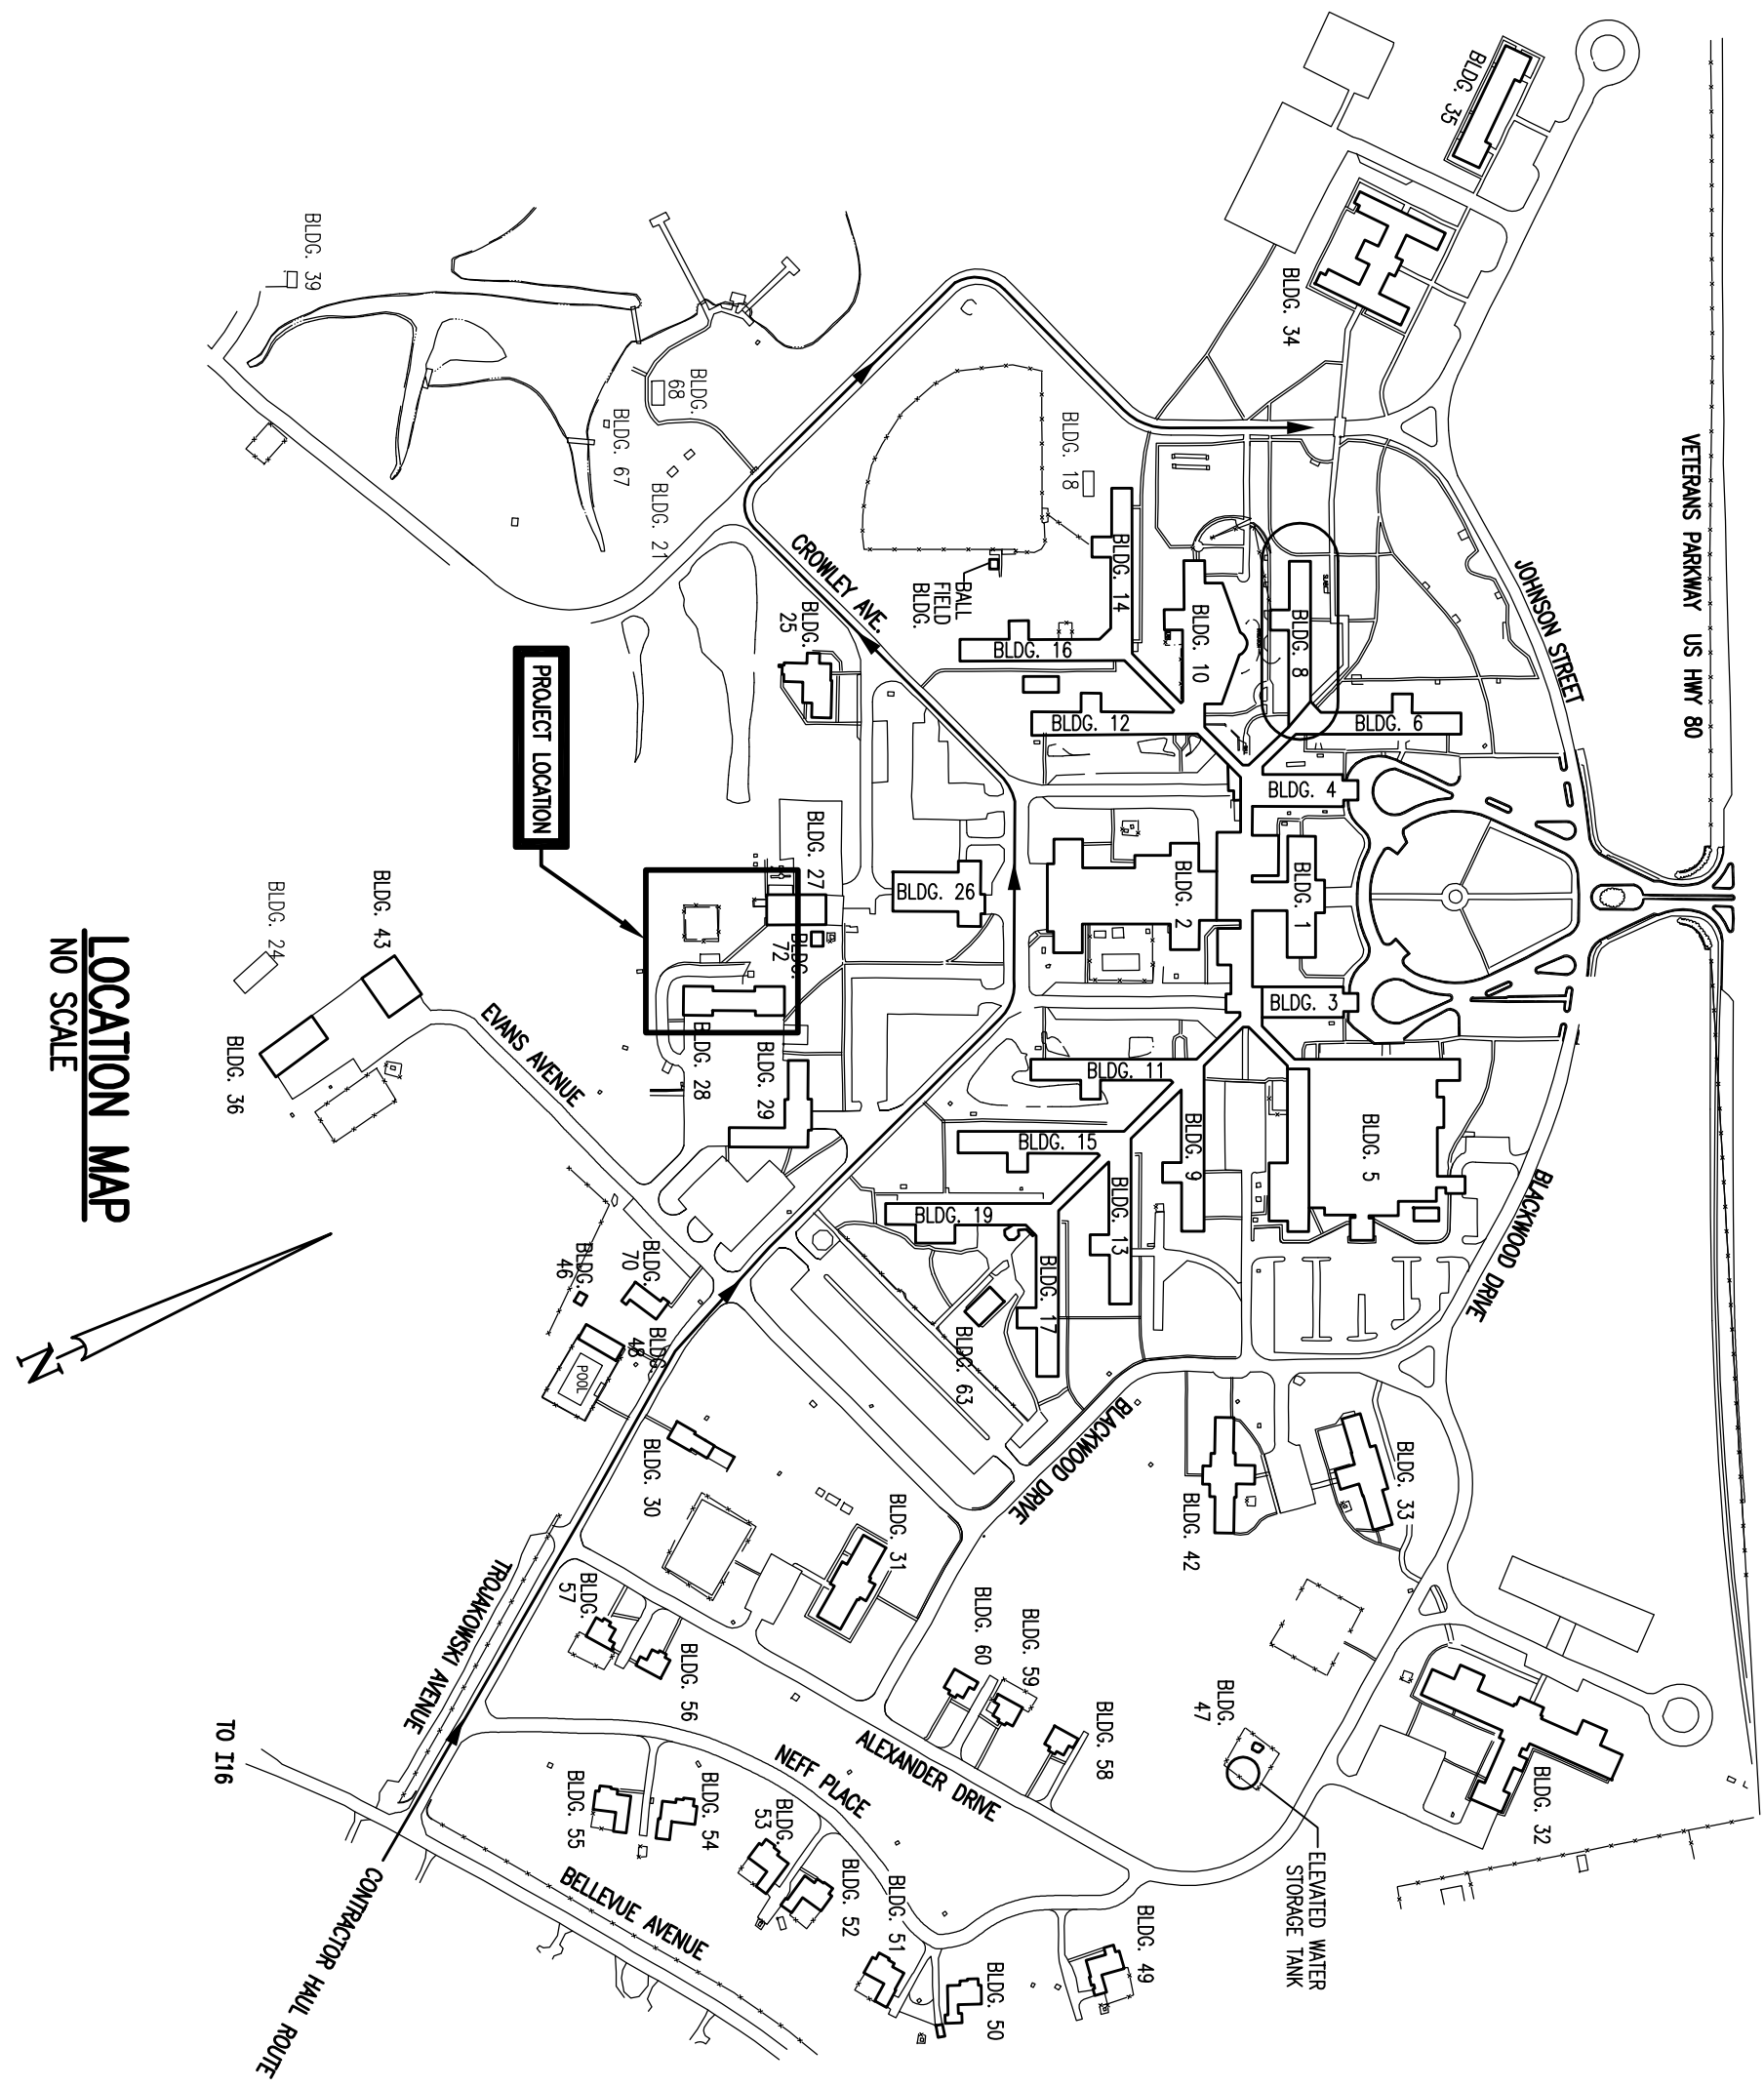 BLDG. 35
VETERANS PARKWAY  US HWY 80
BLDG. 34
BLDG. 39
BLDG.
68
BLDG. 67
BLDG. 21
BLDG. 18
BLDG. 14
BALL
FIELD
BLDG.
CROWLEY AVE.
JOHNSON STREET
BLDG. 8
BLDG. 10
BLDG. 16
BLDG.
25
BLDG. 12
BLDG. 6
PROJECT LOCATION
BLDG. 4
BLDG. 27
BLDG. 26
BLDG. 2
BLDG. 1
BLDG.
72
BLDG. 3
BLDG. 43
BLDG. 24
LOCATION MAP
NO SCALE
BLDG. 36
EVANS AVENUE
BLDG. 28
BLDG. 29
BLDG. 11
BLDG. 15
BLDG. 9
BLDG. 5
BLDG.
13
BLDG. 19
BLDG.
17
BLACKWOOD DRIVE
BLDG.
70
BLDG.
46
BLDG.
48
POOL
BLDG. 63
N
BLACKWOOD DRIVE
BLDG. 30
BLDG. 31
BLDG. 42
BLDG. 33
TROJAKOWSKI AVENUE
BLDG.
57
BLDG. 56
BLDG. 60
BLDG. 59
BLDG. 58
BLDG.
47
ALEXANDER DRIVE
NEFF PLACE
TO I16
BLDG. 55
BLDG. 54
BLDG.
53
BLDG. 52
BLDG. 51
BLDG. 50
BLDG. 49
ELEVATED WATER
STORAGE TANK
BLDG. 32
BELLEVUE AVENUE
CONTRACTOR HAUL ROUTE